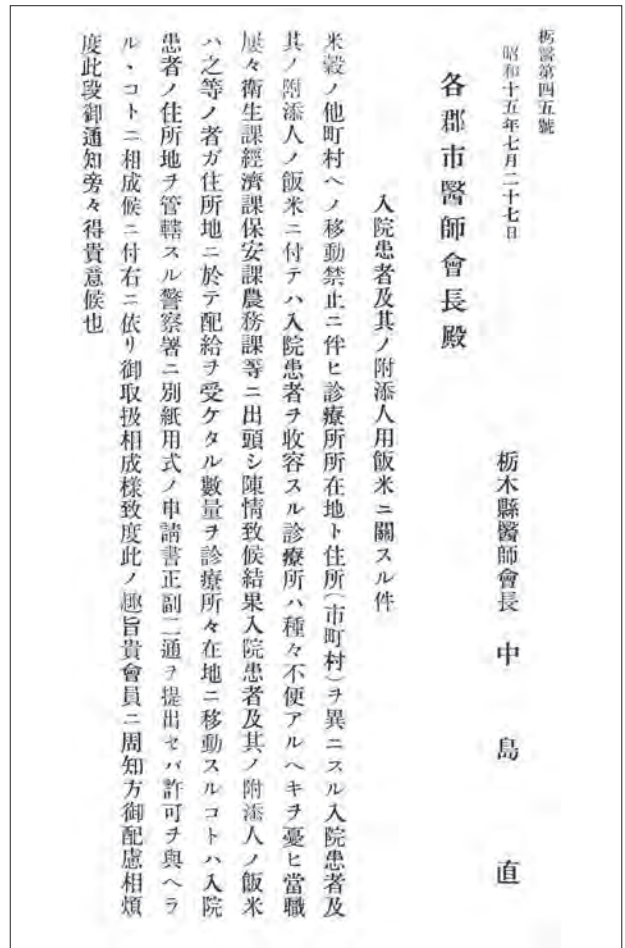 栃醫第四五號
昭和十五年七月二十七日
栃木縣醫師會長 中島 直
各郡市醫師會長殿
入院患者及其ノ附添人用飯米ニ關スル件
米穀ノ他町村ヘノ移動禁止ニ伴ヒ診療所所在地ト住所(市町村)ヲ異ニスル入院患者及
其ノ附添人ノ飯米ニ付テハ入院患者ヲ收容スル診療所ハ種々不便アルヘキヲ憂ヒ當職
屡々衛生課經濟課保安課農務課等ニ出頭シ陳情致候結果入院患者及其ノ附添人ノ飯米
ハ之等ノ者ガ住所地ニ於テ配給ヲ受ケタル數量ヲ診療所々在地ニ移動スルコトハ入院
患者ノ住所地ヲ管轄スル警察署ニ別紙用式ノ申請書正副二通ヲ提出セバ許可ヲ與ヘラ
ル、コトニ相成候ニ付右ニ依リ御取扱相成樣致度此ノ趣旨貴會員ニ周知方御配慮相煩
度此段御通知旁々得貴意候也